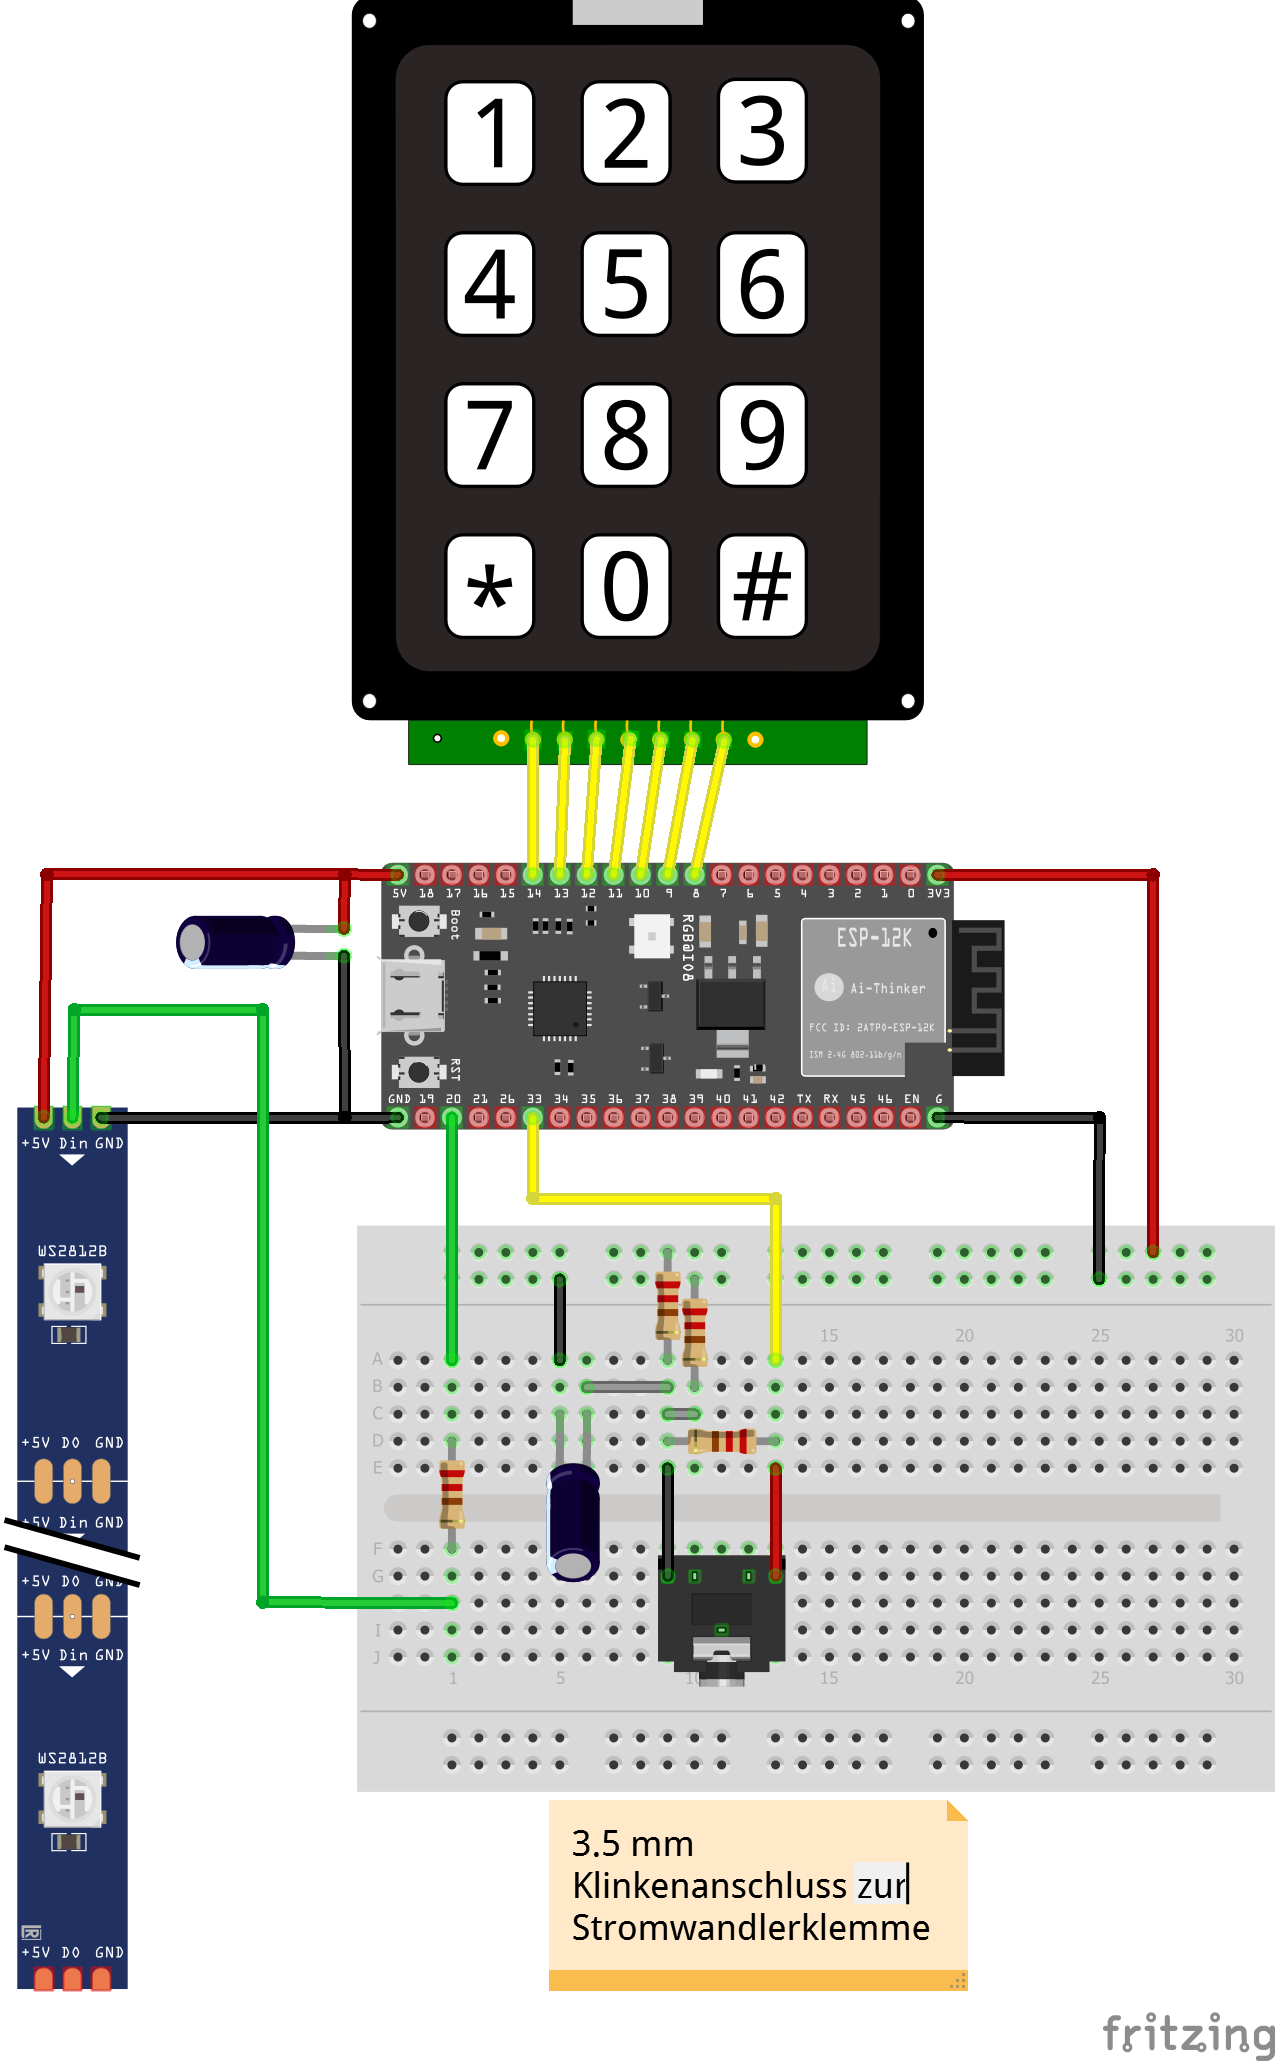 1 2 3
4 5 6
7 8 9
* 0 #
5V 18 17 16 15 14 13 12 11 10 9 8 7 6 5 4 3 2 1 0 3V3
Boot
RGB@IO8
ESP-12K
Ai Ai-Thinker
FCC ID: 2ATPO-ESP-12K
ISM 2.4G 802.11b/g/n
RST
GND 19 20 21 26 33 34 35 36 37 38 39 40 41 42 TX RX 45 46 EN G
+5V Din GND
WS2812B
+5V DO GND
+5V Din GND
+5V DO GND
+5V Din GND
WS2812B
+5V DO GND
15 20 25 30
A
B
C
D
E
F
G
I
J
1 5 10 15 20 25 30
3.5 mm
Klinkenanschluss zur
Stromwandlerklemme
fritzing